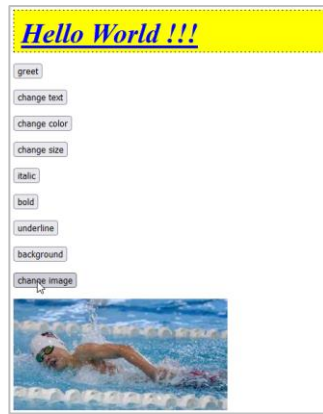 Hello World !!!
greet
change text
change color
change size
italic
bold
underline
background
change image